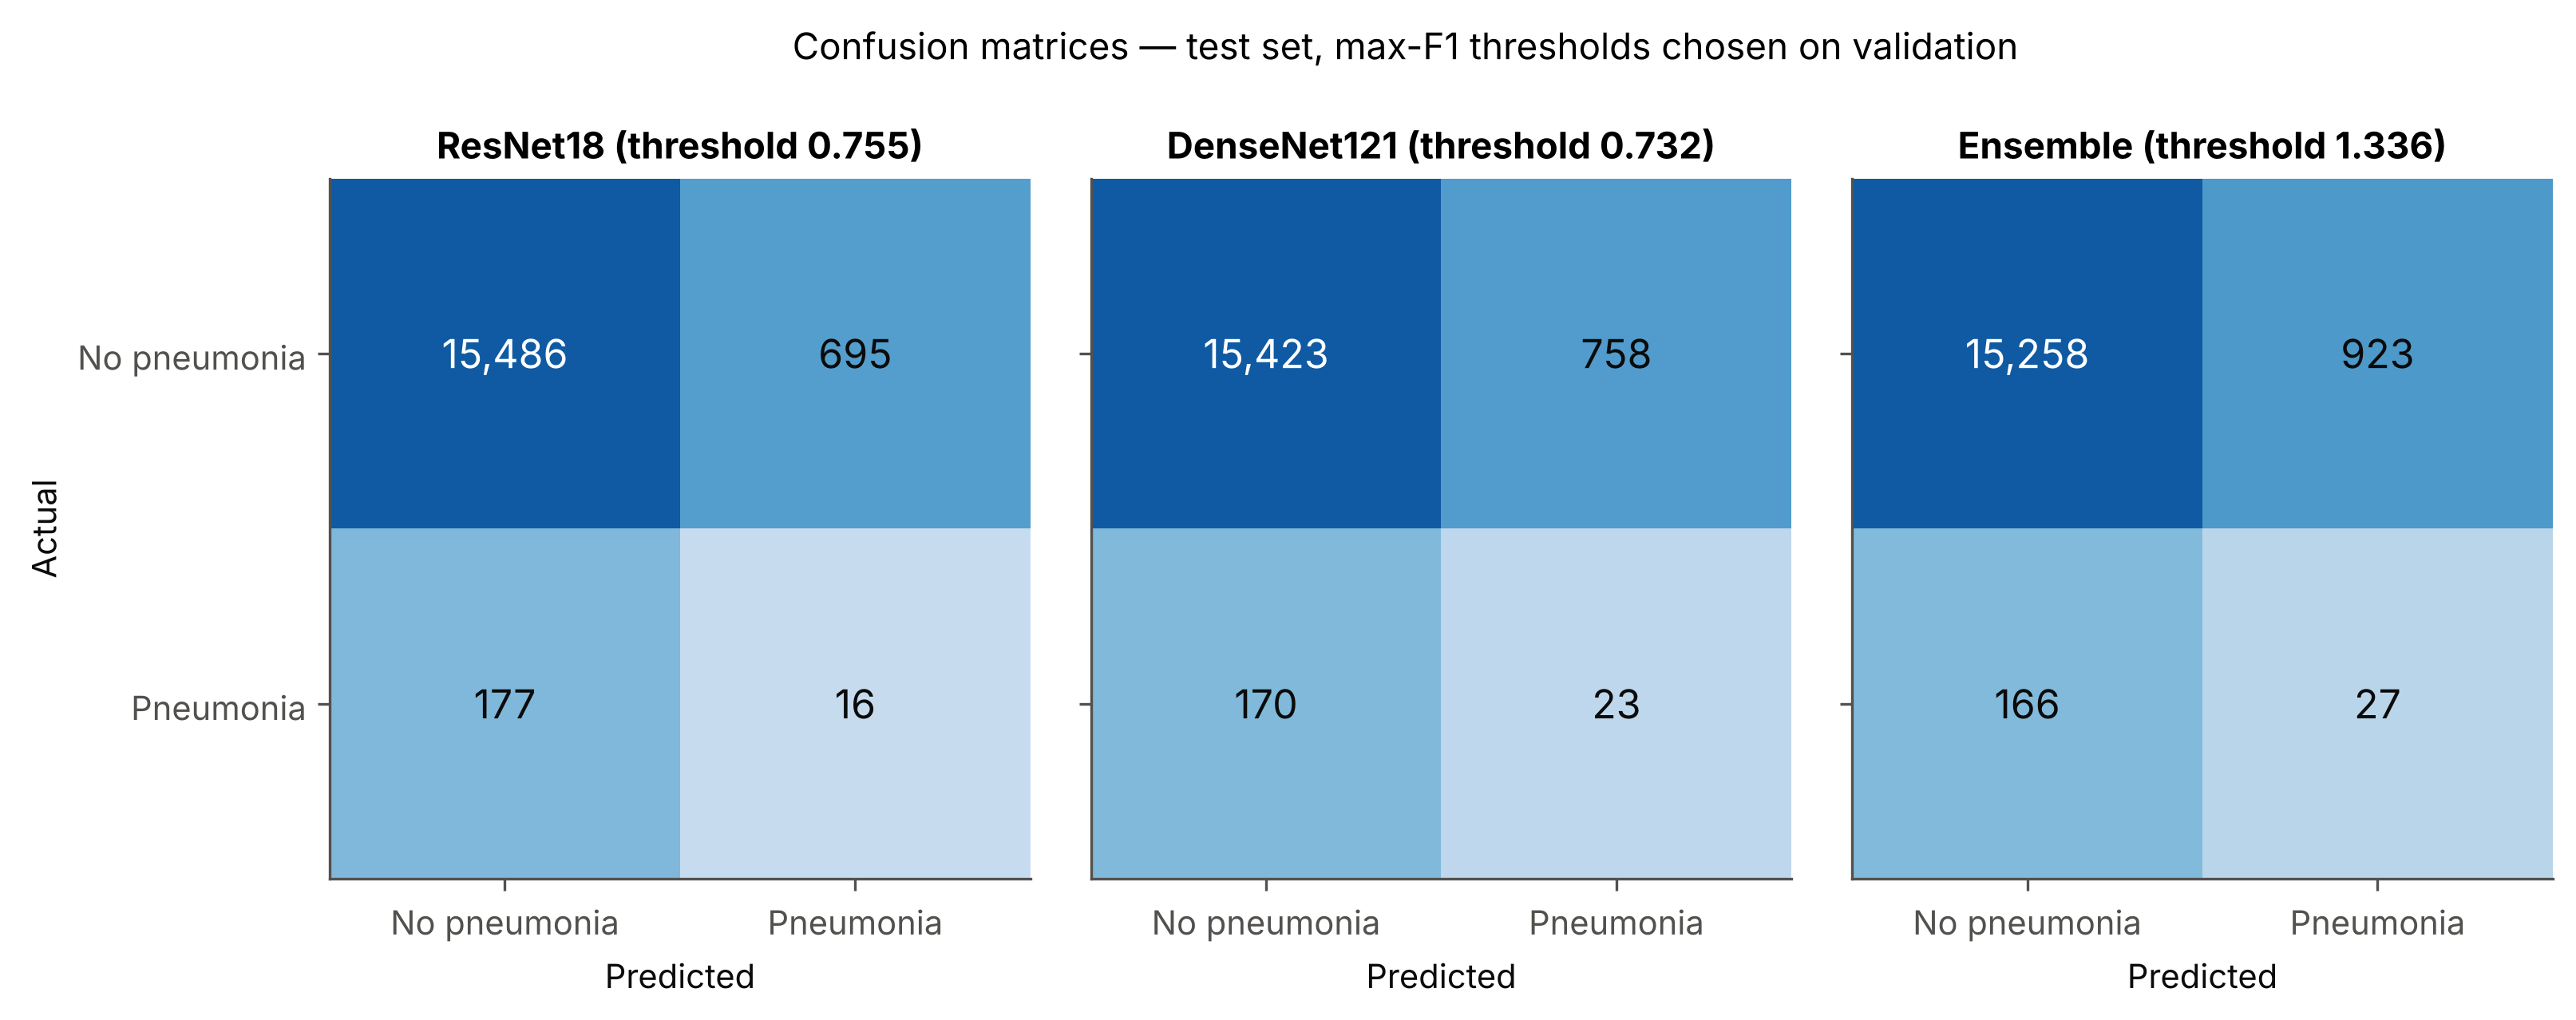 Confusion matrices — test set, max-F1 thresholds chosen on validation
ResNet18 (threshold 0.755)
DenseNet121 (threshold 0.732)
Ensemble (threshold 1.336)
Actual
No pneumonia
15,486
695
15,423
758
15,258
923
Pneumonia
177
16
170
23
166
27
No pneumonia
Pneumonia
No pneumonia
Pneumonia
No pneumonia
Pneumonia
Predicted
Predicted
Predicted